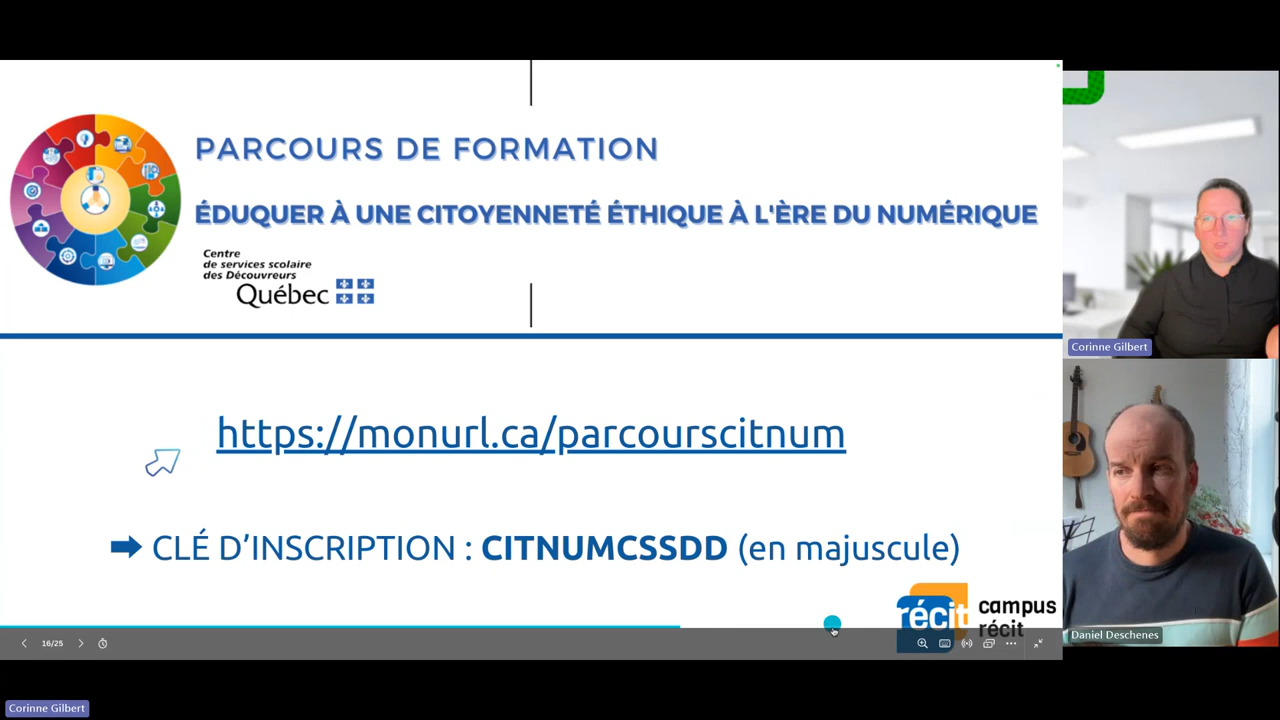 PARCOURS DE FORMATION
ÉDUQUER À UNE CITOYENNETÉ ÉTHIQUE À L'ÈRE DU NUMÉRIQUE
Centre
de services scolaire
des Découvreurs
Québec
https://monurl.ca/parcourscitnum
➡ CLÉ D’INSCRIPTION : CITNUMCSSDD (en majuscule)
récit
campus
récit
16/25
Corinne Gilbert
Daniel Deschenes
Corinne Gilbert